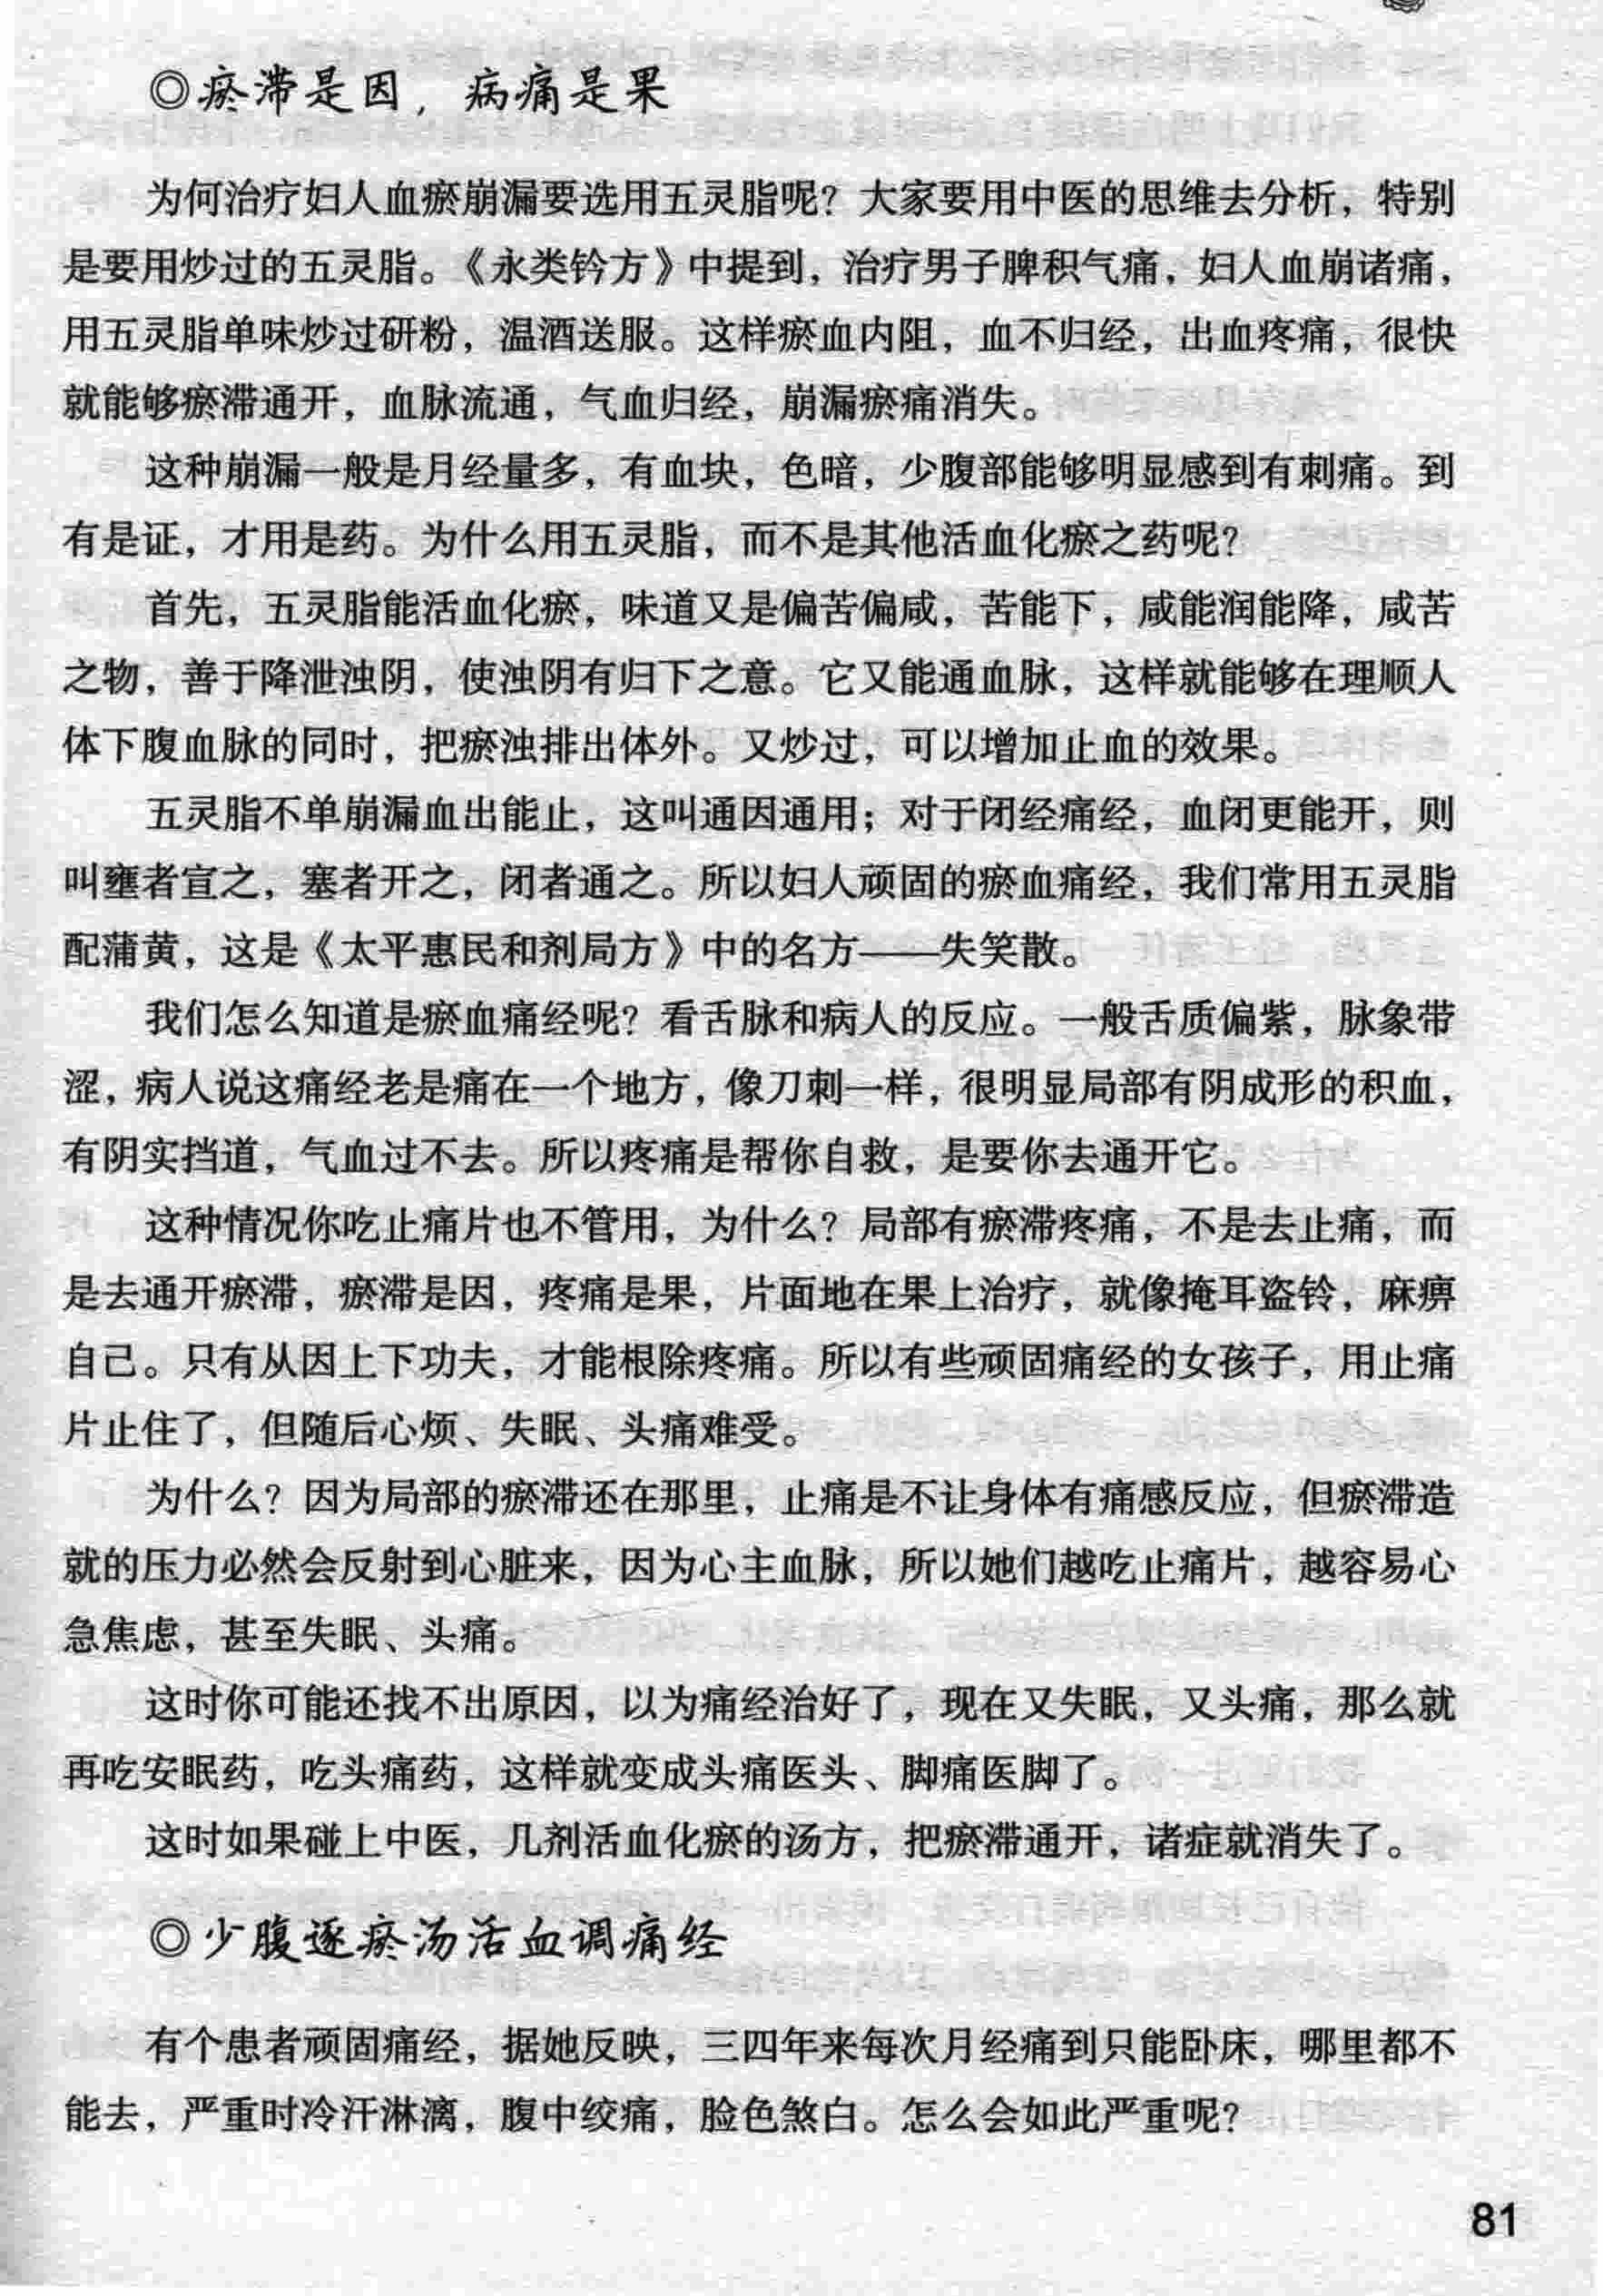 ◎瘀滞是因，病痛是果
为何治疗妇人血瘀崩漏要选用五灵脂呢？大家要用中医的思维去分析，特别
是要用炒过的五灵脂。《永类钤方》中提到，治疗男子脾积气痛，妇人血崩诸痛，
用五灵脂单味炒过研粉，温酒送服。这样瘀血内阻，血不归经，出血疼痛，很快
就能够瘀滞通开，血脉流通，气血归经，崩漏瘀痛消失。
这种崩漏一般是月经量多，有血块，色暗，少腹部能够明显感到有刺痛。到
有是证，才用是药。为什么用五灵脂，而不是其他活血化瘀之药呢？
首先，五灵脂能活血化瘀，味道又是偏苦偏咸，苦能下，咸能润能降，咸苦
之物，善于降泄浊阴，使浊阴有归下之意。它又能通血脉，这样就能够在理顺人
体下腹血脉的同时，把瘀浊排出体外。又炒过，可以增加止血的效果。
五灵脂不单崩漏血出能止，这叫通因通用；对于闭经痛经，血闭更能开，则
叫壅者宣之，塞者开之，闭者通之。所以妇人顽固的瘀血痛经，我们常用五灵脂
配蒲黄，这是《太平惠民和剂局方》中的名方——失笑散。
我们怎么知道是瘀血痛经呢？看舌脉和病人的反应。一般舌质偏紫，脉象带
涩，病人说这痛经老是痛在一个地方，像刀刺一样，很明显局部有阴成形的积血，
有阴实挡道，气血过不去。所以疼痛是帮你自救，是要你去通开它。
这种情况你吃止痛片也不管用，为什么？局部有瘀滞疼痛，不是去止痛，而
是去通开瘀滞，瘀滞是因，疼痛是果，片面地在果上治疗，就像掩耳盗铃，麻痹
自己。只有从因上下功夫，才能根除疼痛。所以有些顽固痛经的女孩子，用止痛
片止住了，但随后心烦、失眠、头痛难受。
为什么？因为局部的瘀滞还在那里，止痛是不让身体有痛感反应，但瘀滞造
就的压力必然会反射到心脏来，因为心主血脉，所以她们越吃止痛片，越容易心
急焦虑，甚至失眠、头痛。
这时你可能还找不出原因，以为痛经治好了，现在又失眠，又头痛，那么就
再吃安眠药，吃头痛药，这样就变成头痛医头、脚痛医脚了。
这时如果碰上中医，几剂活血化瘀的汤方，把瘀滞通开，诸症就消失了。
◎少腹逐瘀汤活血调痛经
有个患者顽固痛经，据她反映，三四年来每次月经痛到只能卧床，哪里都不
能去，严重时冷汗淋漓，腹中绞痛，脸色煞白。怎么会如此严重呢？
81